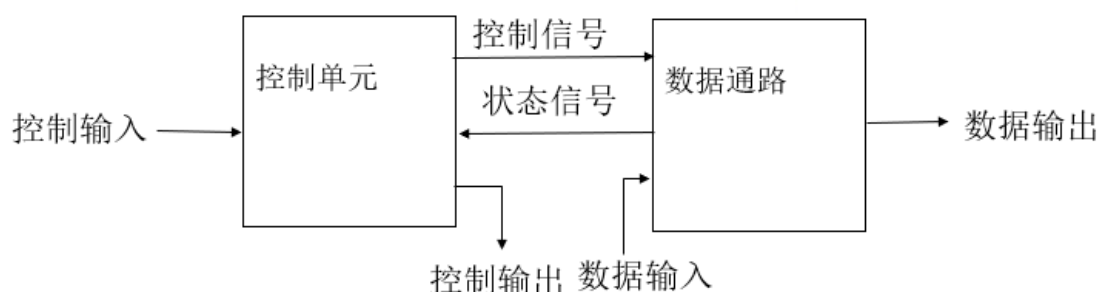 控制信号
控制单元
数据通路
状态信号
控制输入
数据输出
控制输出
数据输入